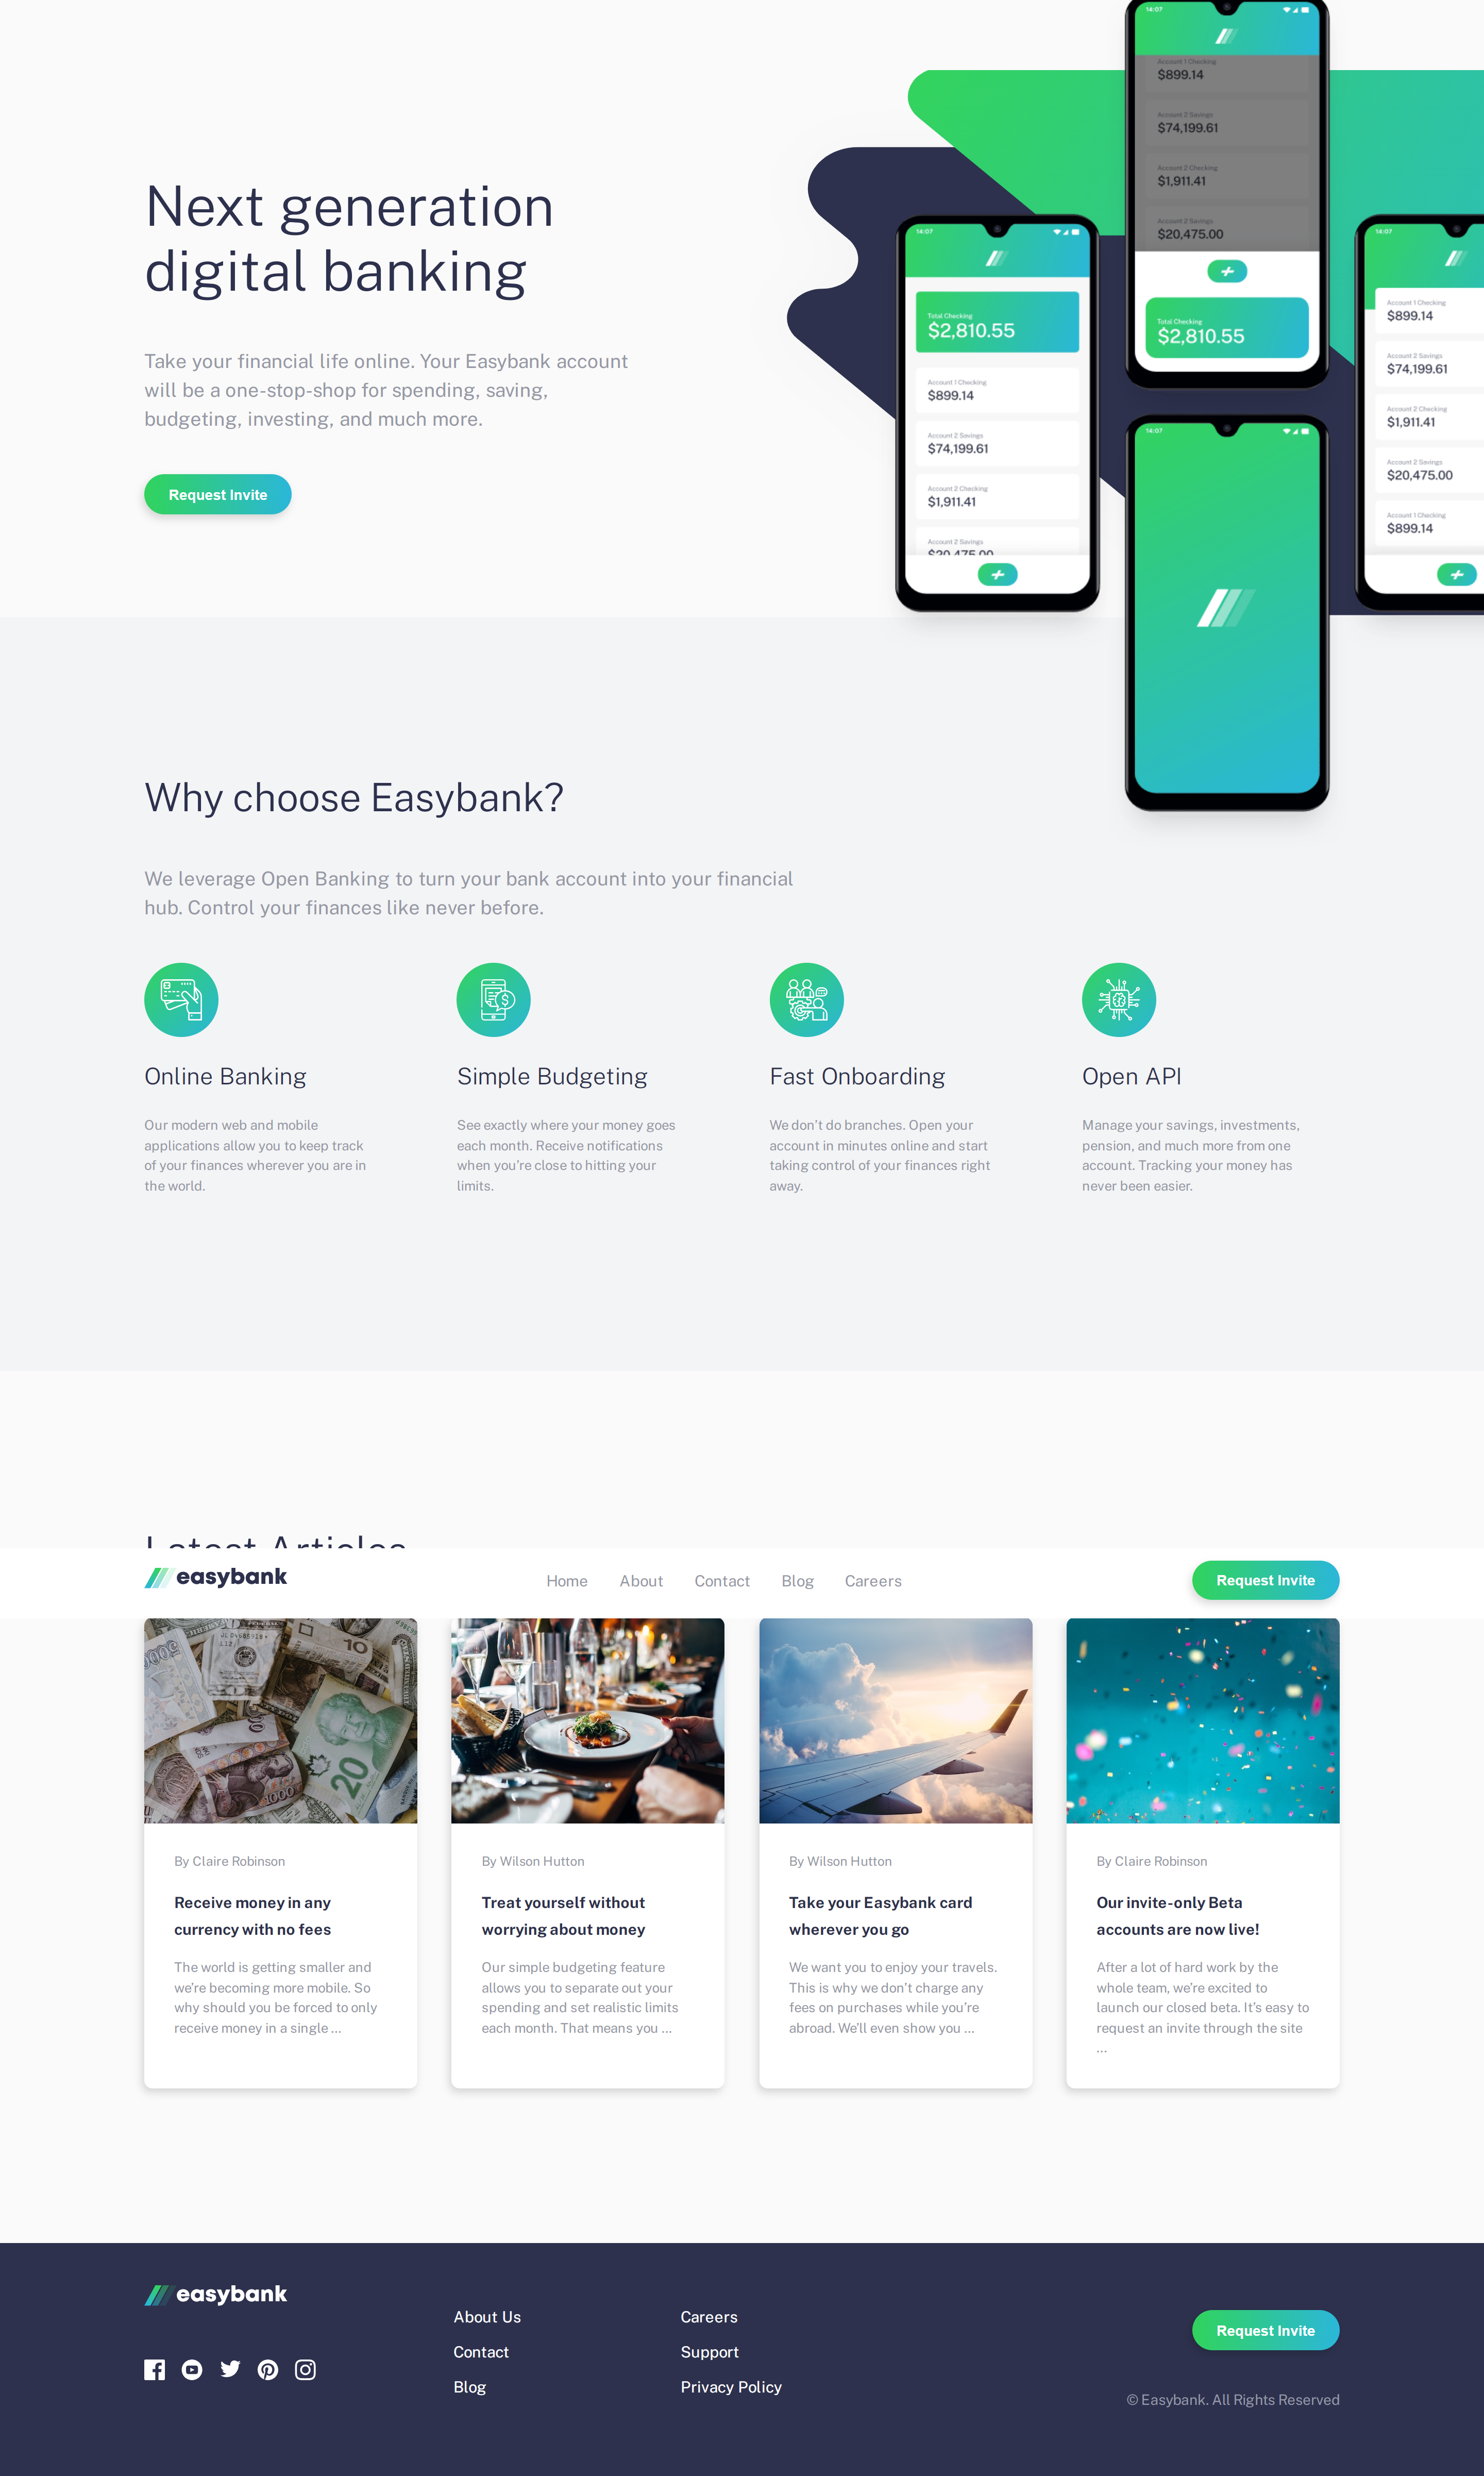 Next generation
digital banking
Take your financial life online. Your Easybank account
will be a one-stop-shop for spending, saving,
budgeting, investing, and much more.
Request Invite
14:07
Total Checking
$2,810.55
Account 1 Checking
$899.14
Account 2 Savings
$74,199.61
Account 2 Checking
$1,911.41
Account 2 Savings
$20,475.00
14:07
Account 1 Checking
$899.14
Account 2 Savings
$74,199.61
Account 2 Checking
$1,911.41
Account 2 Savings
$20,475.00
Total Checking
$2,810.55
14:07
14:07
Account 1 Checking
$899.14
Account 2 Savings
$74,199.61
Account 2 Checking
$1,911.41
Account 2 Savings
$20,475.00
Account 1 Checking
$899.14
Why choose Easybank?
We leverage Open Banking to turn your bank account into your financial
hub. Control your finances like never before.
Online Banking
Our modern web and mobile
applications allow you to keep track
of your finances wherever you are in
the world.
Simple Budgeting
See exactly where your money goes
each month. Receive notifications
when you're close to hitting your
limits.
Fast Onboarding
We don't do branches. Open your
account in minutes online and start
taking control of your finances right
away.
Open API
Manage your savings, investments,
pension, and much more from one
account. Tracking your money has
never been easier.
Latest Articles
easybank
Home
About
Contact
Blog
Careers
Request Invite
10
20
1000
By Claire Robinson
Receive money in any
currency with no fees
The world is getting smaller and
we're becoming more mobile. So
why should you be forced to only
receive money in a single …
By Wilson Hutton
Treat yourself without
worrying about money
Our simple budgeting feature
allows you to separate out your
spending and set realistic limits
each month. That means you …
By Wilson Hutton
Take your Easybank card
wherever you go
We want you to enjoy your travels.
This is why we don't charge any
fees on purchases while you're
abroad. We'll even show you …
By Claire Robinson
Our invite-only Beta
accounts are now live!
After a lot of hard work by the
whole team, we're excited to
launch our closed beta. It's easy to
request an invite through the site
…
easybank
About Us
Contact
Blog
Careers
Support
Privacy Policy
Request Invite
© Easybank. All Rights Reserved